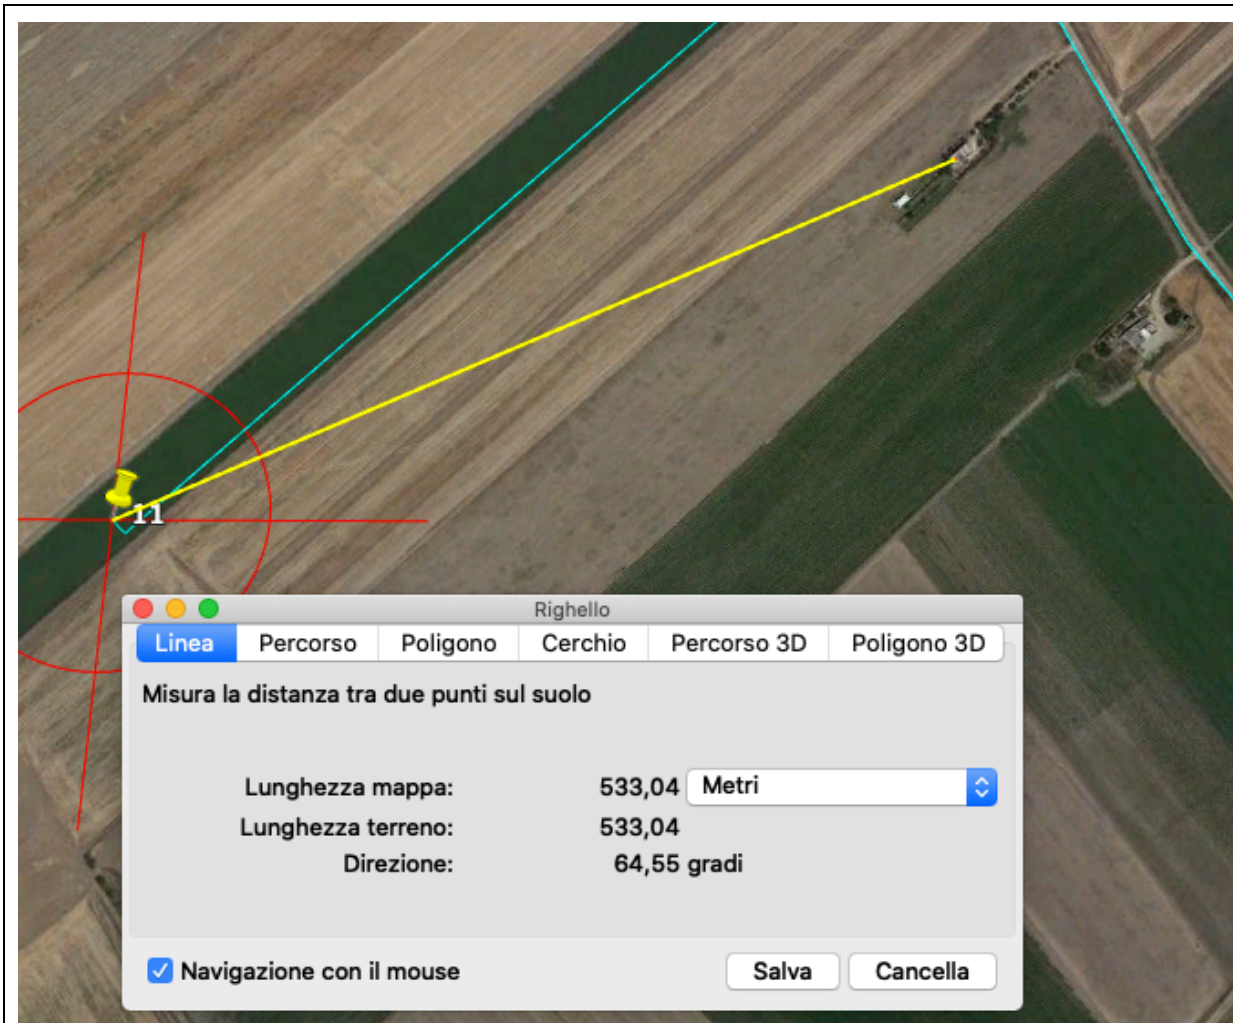 11
Righello
Linea Percorso Poligono Cerchio Percorso 3D Poligono 3D
Misura la distanza tra due punti sul suolo
Lunghezza mappa: 533,04 Metri
Lunghezza terreno: 533,04
Direzione: 64,55 gradi
Navigazione con il mouse Salva Cancella